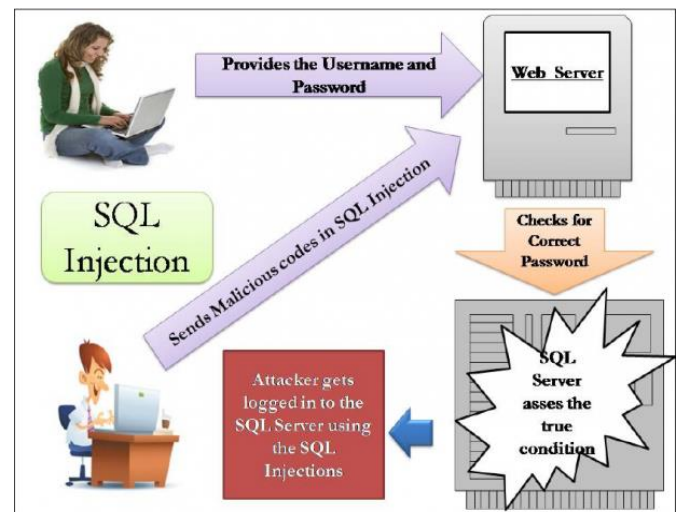 Provides the Username and
Password
Web Server
Sends Malicious codes in SQL Injection
SQL
Injection
Checks for
Correct
Password
SQL
Server
asses the
true
condition
Attacker gets
logged in to the
SQL Server using
the SQL
Injections